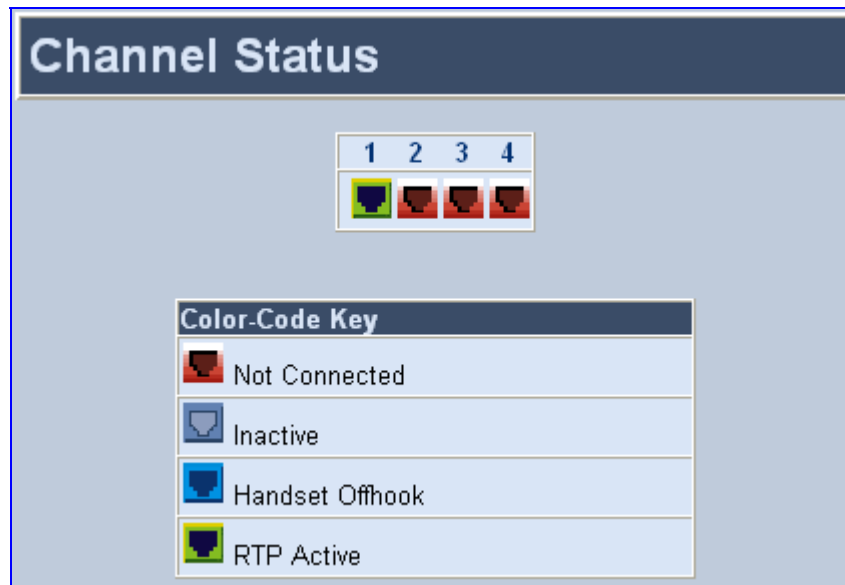 Channel Status
1 2 3 4
Color-Code Key
Not Connected
Inactive
Handset Offhook
RTP Active